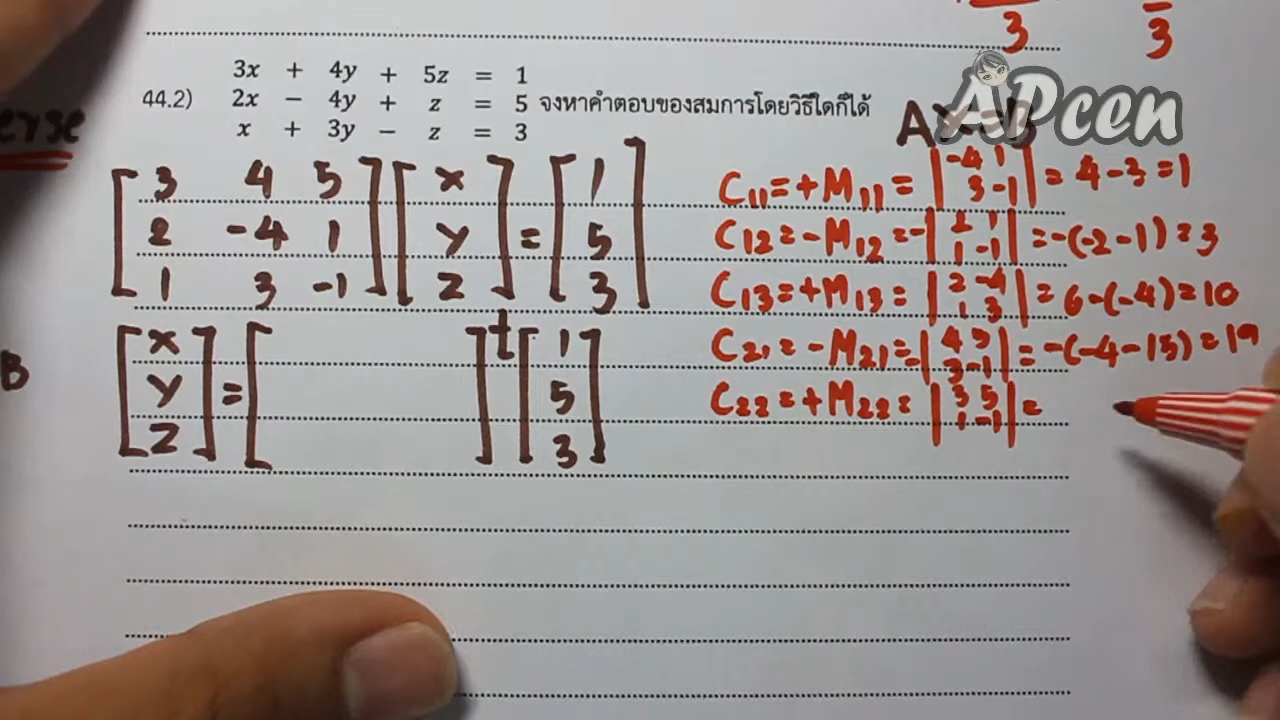 3
3
APcen
erse
3x + 4y + 5z = 1
44.2) 2x − 4y + z = 5 จงหาคำตอบของสมการโดยวิธีใดก็ได้
x + 3y − z = 3
AX=B
[3 4 5] [x] = [1]
[2 -4 1] [y] = [5]
[1 3 -1] [z] = [3]
B
[x] = [ ]t [1]
[y] [5]
[z] [3]
C11=+M11=|-4 1; 3 -1|=4-3=1
C12=-M12=-|2 1; 1 -1|=-(-2-1)=3
C13=+M13=|2 -4; 1 3|=6-(-4)=10
C21=-M21=-|4 5; 3 -1|=-(-4-15)=19
C22=+M22=|3 5; 1 -1|=